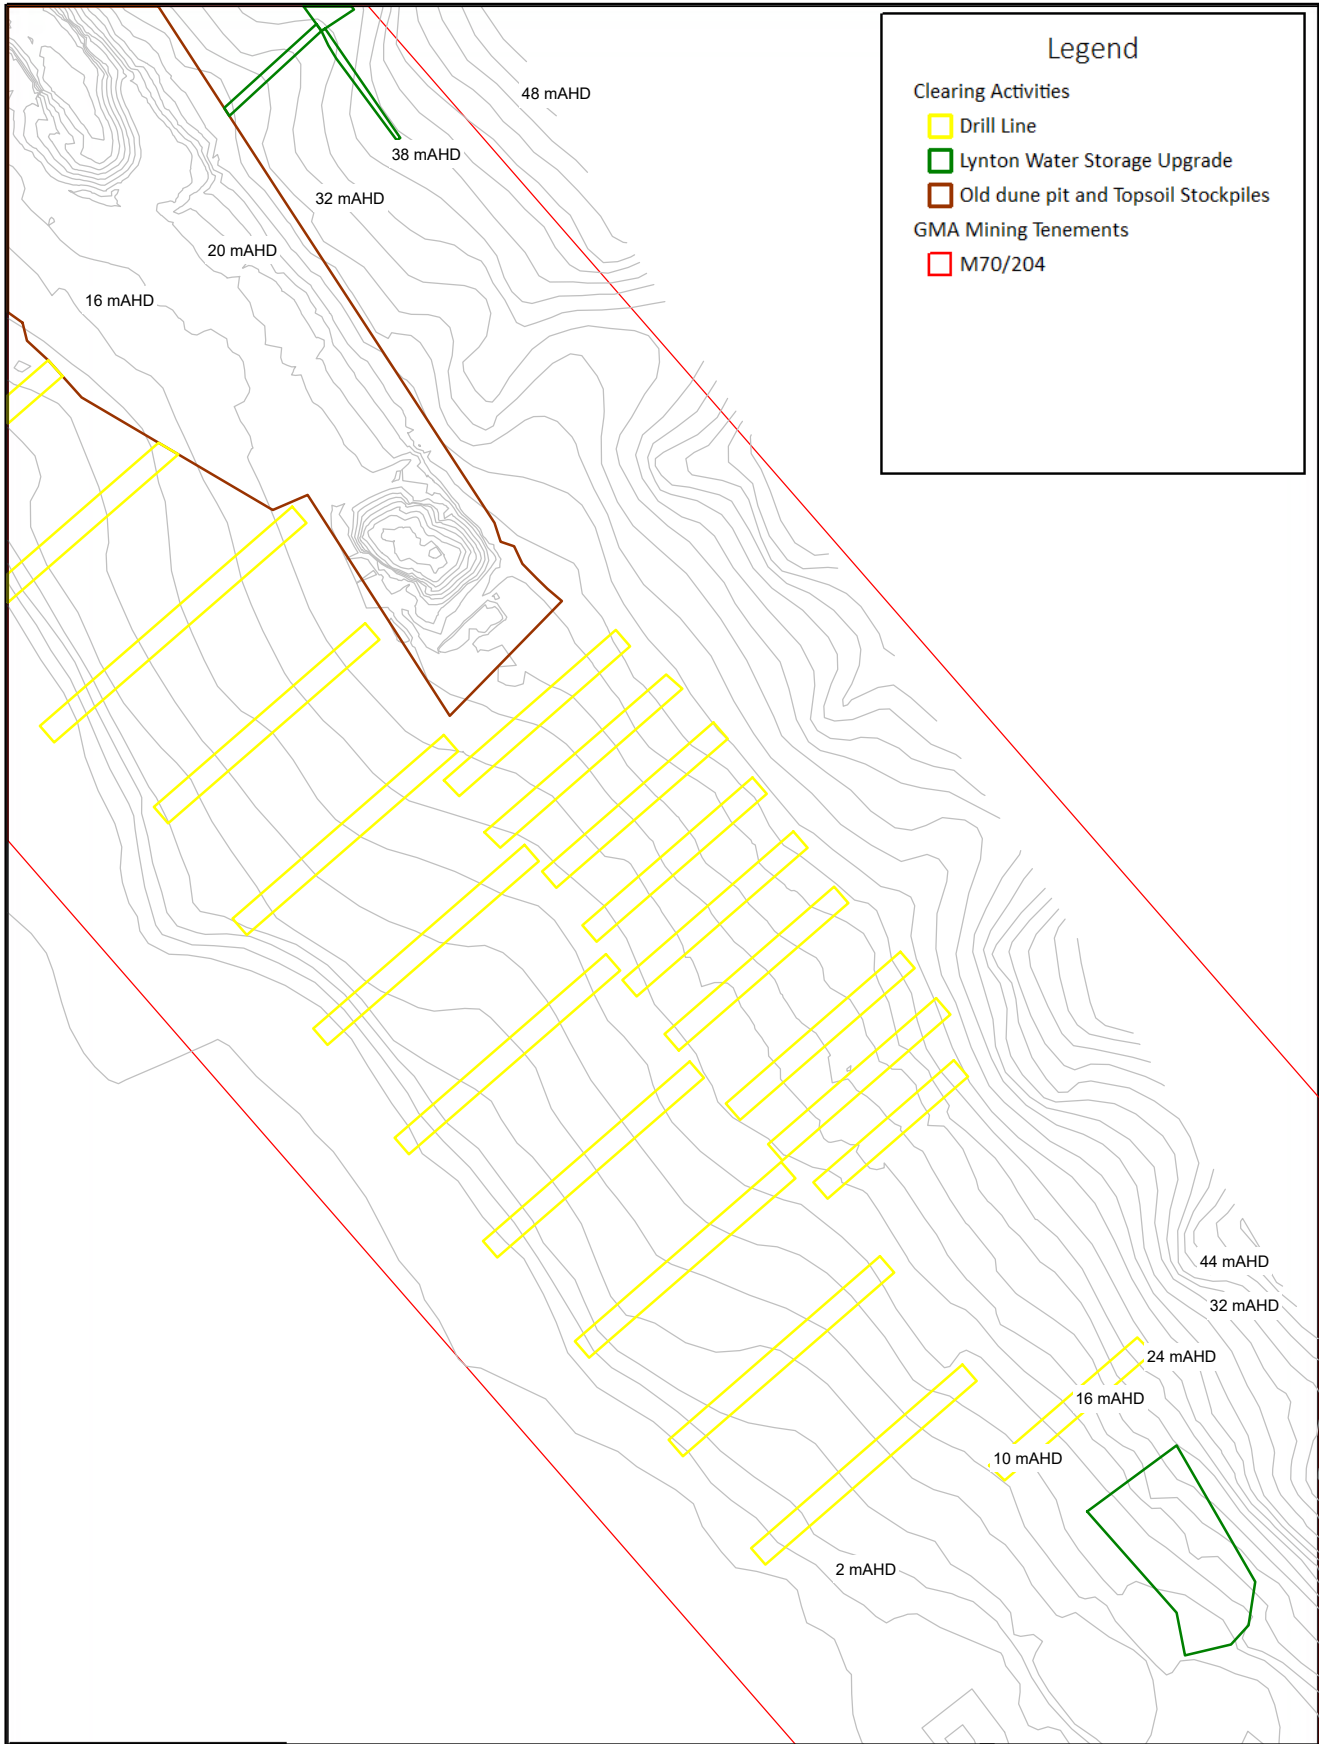 Legend
Clearing Activities
Drill Line
Lynton Water Storage Upgrade
Old dune pit and Topsoil Stockpiles
GMA Mining Tenements
M70/204
48 mAHD
38 mAHD
32 mAHD
20 mAHD
16 mAHD
44 mAHD
32 mAHD
24 mAHD
16 mAHD
10 mAHD
2 mAHD